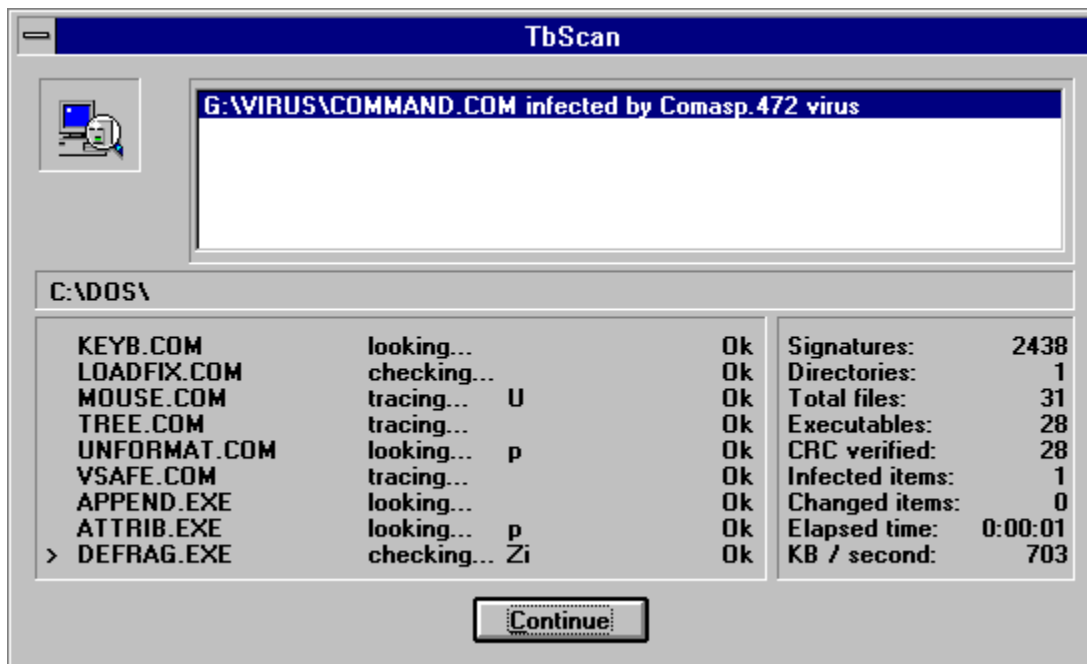 TbScan
G:\VIRUS\COMMAND.COM infected by Comasp.472 virus
C:\DOS\
KEYB.COM looking... Ok
LOADFIX.COM checking... Ok
MOUSE.COM tracing... U Ok
TREE.COM tracing... Ok
UNFORMAT.COM looking... p Ok
VSAFE.COM tracing... Ok
APPEND.EXE looking... Ok
ATTRIB.EXE looking... p Ok
> DEFRAG.EXE checking... Zi Ok
Signatures: 2438
Directories: 1
Total files: 31
Executables: 28
CRC verified: 28
Infected items: 1
Changed items: 0
Elapsed time: 0:00:01
KB / second: 703
Continue